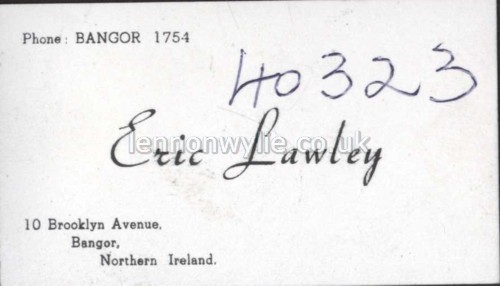 Phone: BANGOR 1754
40323
Eric Lawley
lennonwylie.co.uk
10 Brooklyn Avenue,
Bangor,
Northern Ireland.